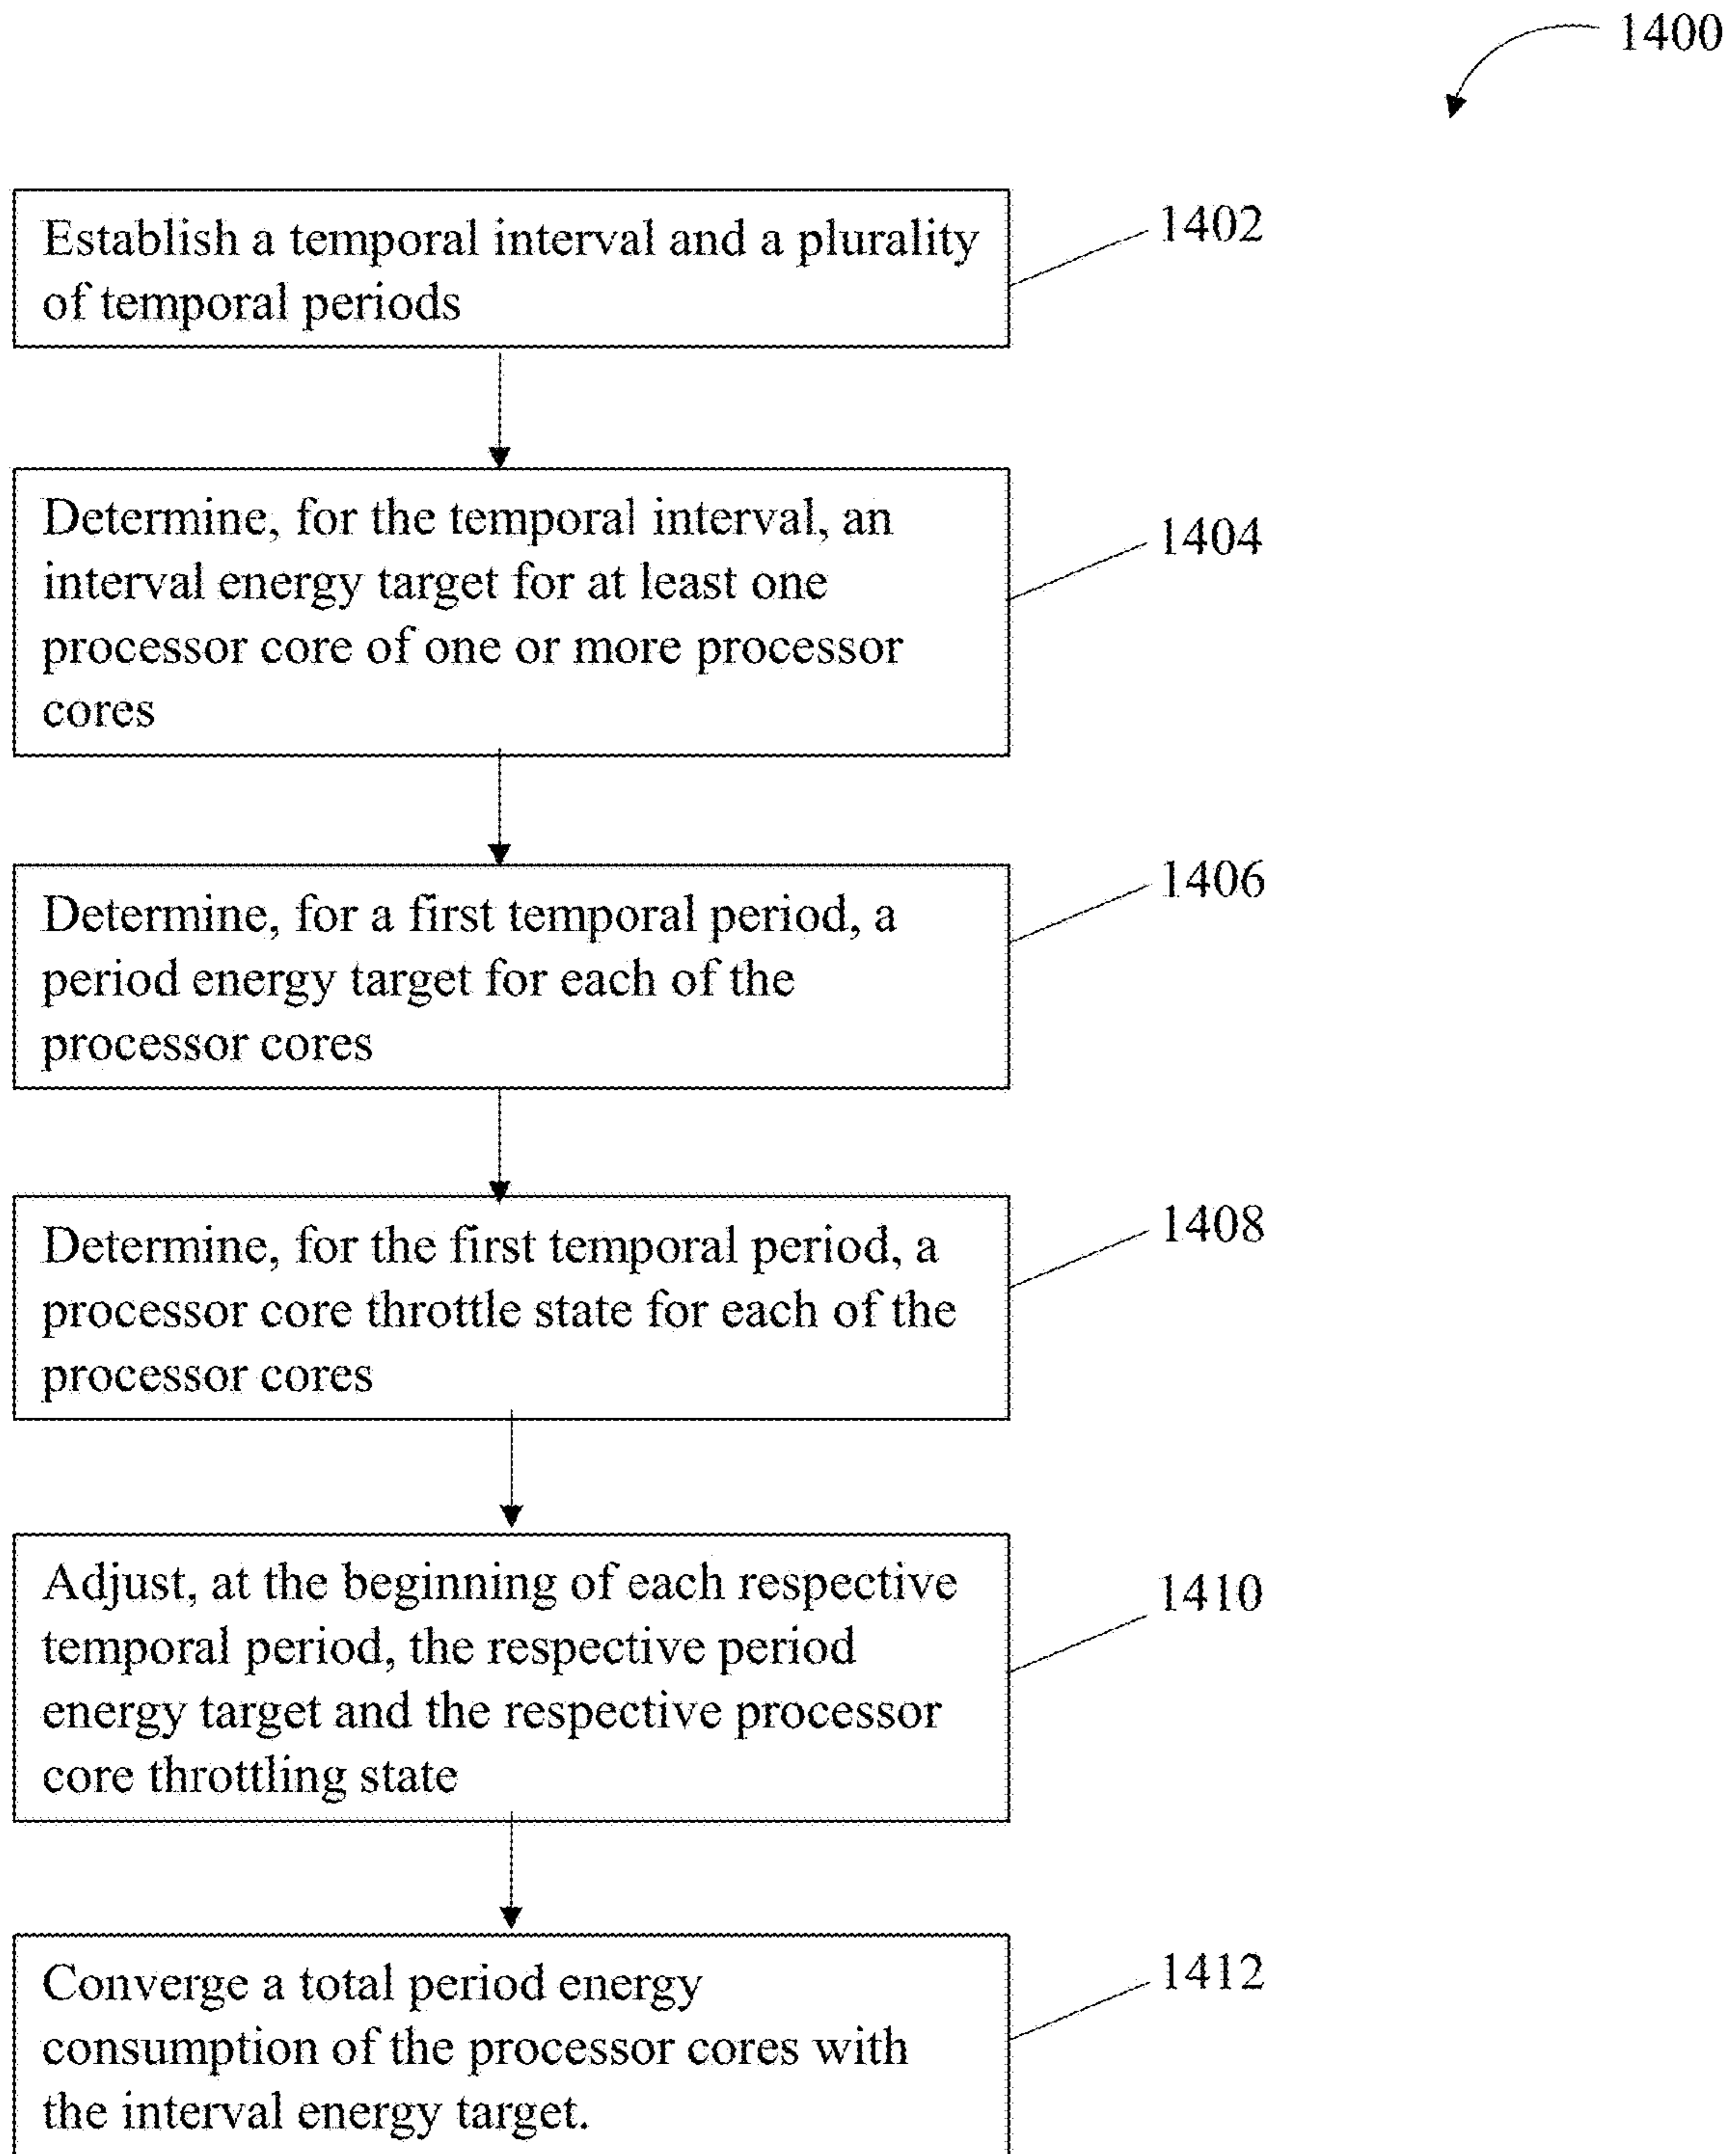 1400
Establish a temporal interval and a plurality
of temporal periods
1402
Determine, for the temporal interval, an
interval energy target for at least one
processor core of one or more processor
cores
1404
Determine, for a first temporal period, a
period energy target for each of the
processor cores
1406
Determine, for the first temporal period, a
processor core throttle state for each of the
processor cores
1408
Adjust, at the beginning of each respective
temporal period, the respective period
energy target and the respective processor
core throttling state
1410
Converge a total period energy
consumption of the processor cores with
the interval energy target.
1412